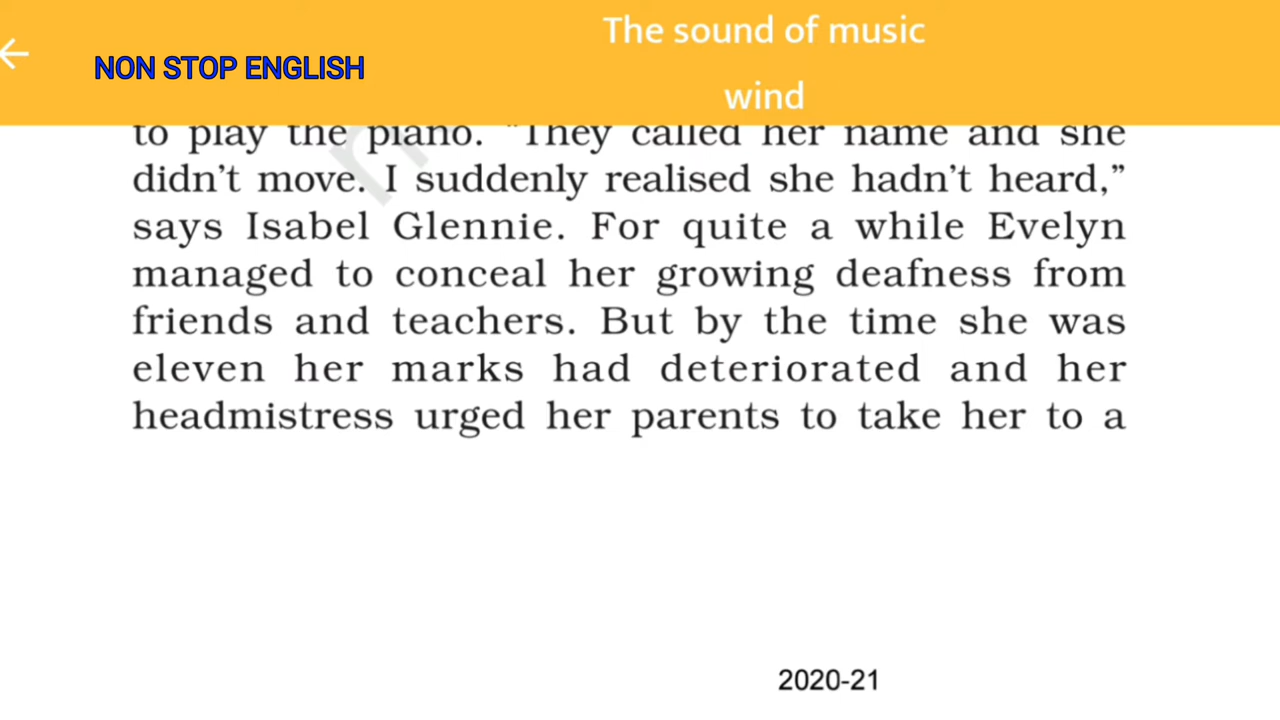 The sound of music
NON STOP ENGLISH
wind
to play the piano. “They called her name and she
didn’t move. I suddenly realised she hadn’t heard,”
says Isabel Glennie. For quite a while Evelyn
managed to conceal her growing deafness from
friends and teachers. But by the time she was
eleven her marks had deteriorated and her
headmistress urged her parents to take her to a
2020-21